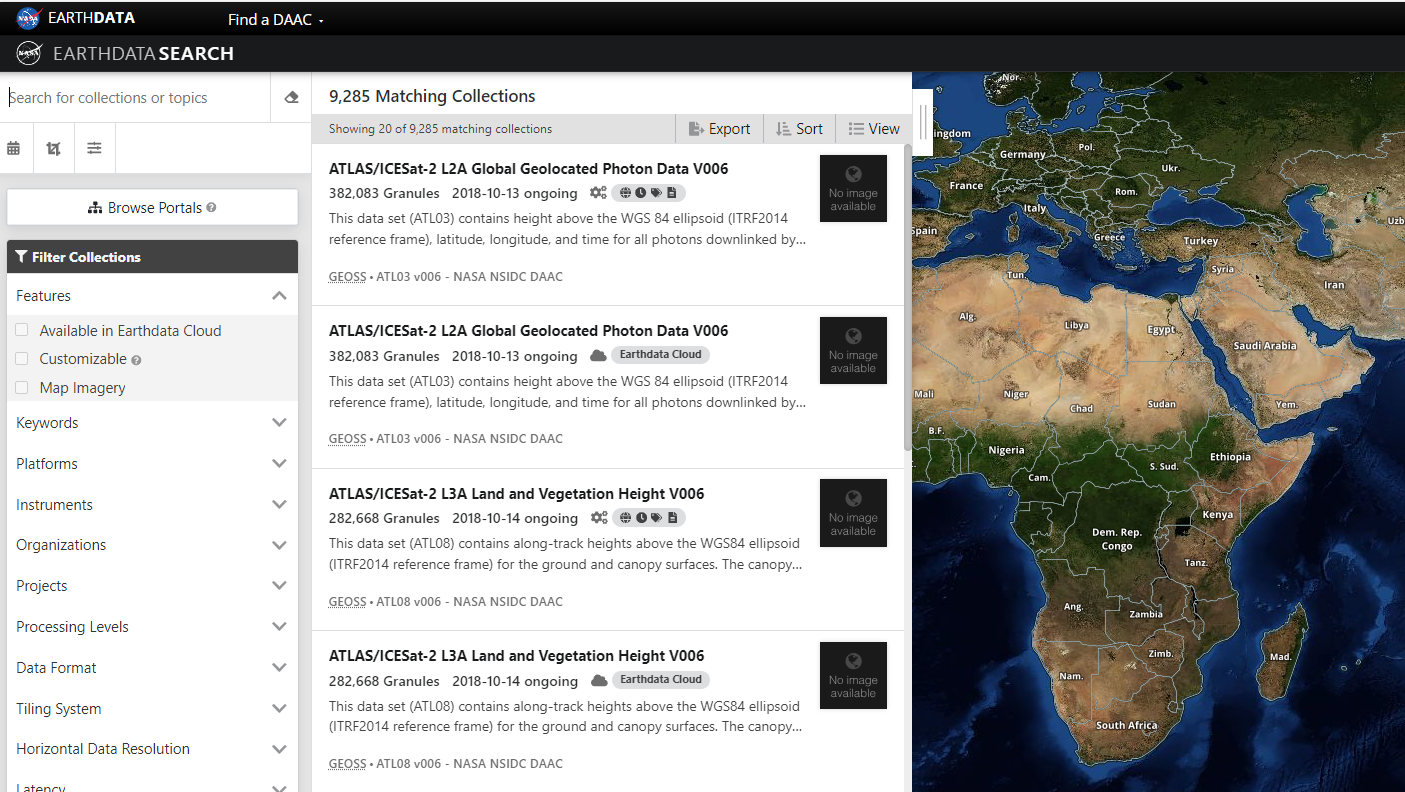 NASA EARTHDATA
Find a DAAC
NASA EARTHDATA SEARCH
Search for collections or topics
Browse Portals
Filter Collections
Features
Available in Earthdata Cloud
Customizable
Map Imagery
Keywords
Platforms
Instruments
Organizations
Projects
Processing Levels
Data Format
Tiling System
Horizontal Data Resolution
Latency
9,285 Matching Collections
Showing 20 of 9,285 matching collections
Export
Sort
View
ATLAS/ICESat-2 L2A Global Geolocated Photon Data V006
382,083 Granules 2018-10-13 ongoing
This data set (ATL03) contains height above the WGS 84 ellipsoid (ITRF2014
reference frame), latitude, longitude, and time for all photons downlinked by...
GEOSS • ATL03 v006 - NASA NSIDC DAAC
No image
available
ATLAS/ICESat-2 L2A Global Geolocated Photon Data V006
382,083 Granules 2018-10-13 ongoing Earthdata Cloud
This data set (ATL03) contains height above the WGS 84 ellipsoid (ITRF2014
reference frame), latitude, longitude, and time for all photons downlinked by...
GEOSS • ATL03 v006 - NASA NSIDC DAAC
No image
available
ATLAS/ICESat-2 L3A Land and Vegetation Height V006
282,668 Granules 2018-10-14 ongoing
This data set (ATL08) contains along-track heights above the WGS84 ellipsoid
(ITRF2014 reference frame) for the ground and canopy surfaces. The canopy...
GEOSS • ATL08 v006 - NASA NSIDC DAAC
No image
available
ATLAS/ICESat-2 L3A Land and Vegetation Height V006
282,668 Granules 2018-10-14 ongoing Earthdata Cloud
This data set (ATL08) contains along-track heights above the WGS84 ellipsoid
(ITRF2014 reference frame) for the ground and canopy surfaces. The canopy...
GEOSS • ATL08 v006 - NASA NSIDC DAAC
No image
available
Nor.
ingdom
Germany
Pol.
Ukr.
France
Rom.
Italy
Spain
Greece
Turkey
Uzb
Syria
Tun.
Iran
Alg.
Libya
Egypt
Saudi Arabia
Mali
Niger
Chad
Sudan
Yem.
B.F.
Nigeria
Ethiopia
S. Sud.
Cam.
Kenya
Dem. Rep.
Congo
Tanz.
Ang.
Zambia
Zimb.
Mad.
Nam.
South Africa